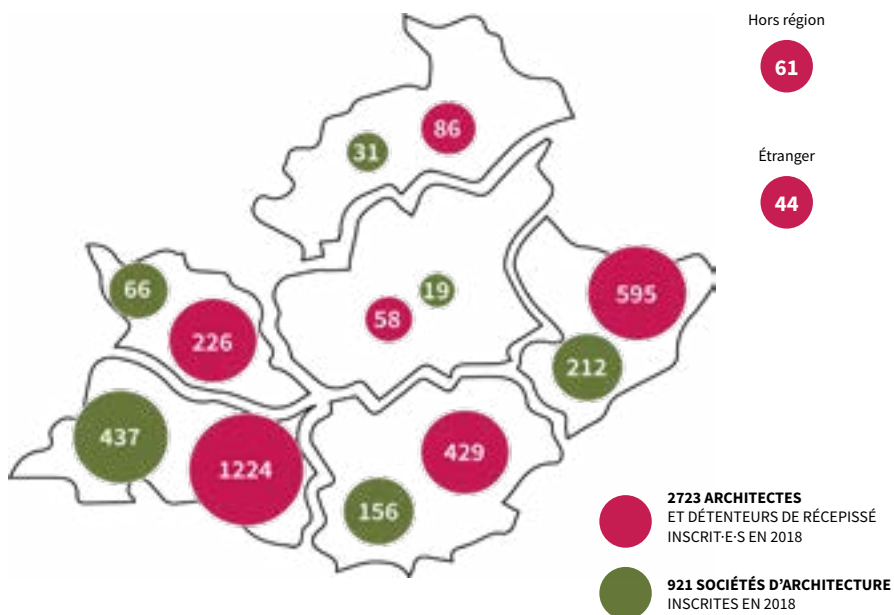 Hors région
61
Étranger
44
86
31
66
226
19
58
595
212
437
1224
429
156
2723 ARCHITECTES
ET DÉTENTEURS DE RÉCEPISSÉ
INSCRIT·E·S EN 2018
921 SOCIÉTÉS D’ARCHITECTURE
INSCRITES EN 2018